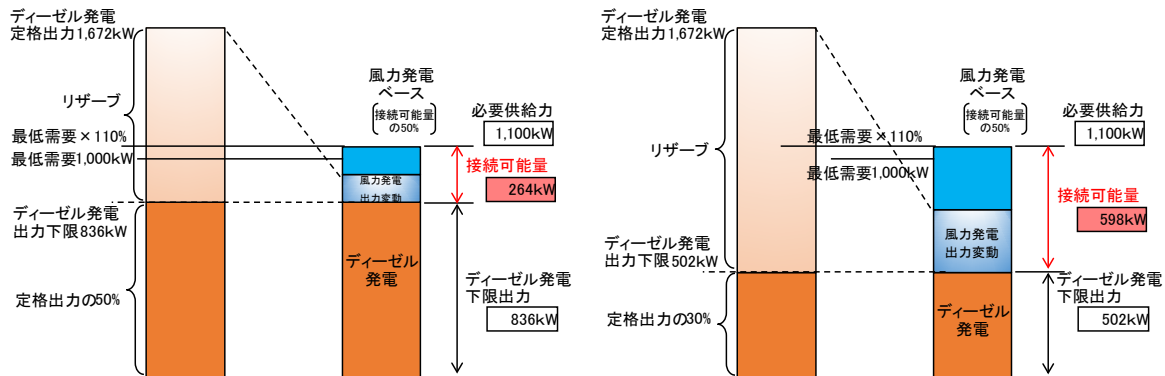 ディーゼル発電
定格出力1,672kW
リザーブ
最低需要×110%
最低需要1,000kW
ディーゼル発電
出力下限836kW
定格出力の50%
風力発電
ベース
接続可能量
の50%
風力発電
出力変動
ディーゼル
発電
必要供給力
1,100kW
接続可能量
264kW
ディーゼル発電
下限出力
836kW
ディーゼル発電
定格出力1,672kW
リザーブ
最低需要×110%
最低需要1,000kW
ディーゼル発電
出力下限502kW
定格出力の30%
風力発電
ベース
接続可能量
の50%
風力発電
出力変動
ディーゼル
発電
必要供給力
1,100kW
接続可能量
598kW
ディーゼル発電
下限出力
502kW